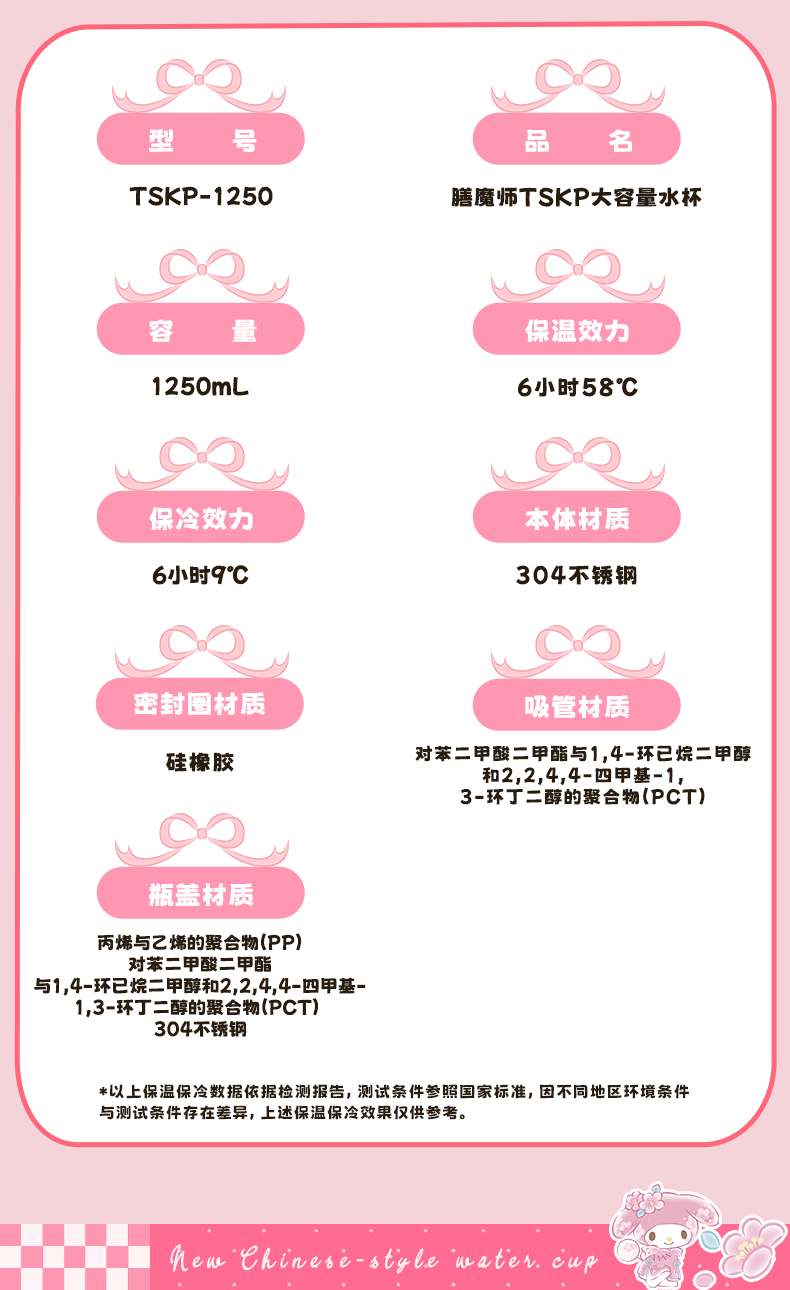 型 号
TSKP-1250
品 名
膳魔师TSKP大容量水杯
容 量
1250mL
保温效力
6小时58℃
保冷效力
6小时9℃
本体材质
304不锈钢
密封圈材质
硅橡胶
吸管材质
对苯二甲酸二甲酯与1,4-环己烷二甲醇
和2,2,4,4-四甲基-1,
3-环丁二醇的聚合物(PCT)
瓶盖材质
丙烯与乙烯的聚合物(PP)
对苯二甲酸二甲酯
与1,4-环己烷二甲醇和2,2,4,4-四甲基-
1,3-环丁二醇的聚合物(PCT)
304不锈钢
*以上保温保冷数据依据检测报告, 测试条件参照国家标准, 因不同地区环境条件
与测试条件存在差异, 上述保温保冷效果仅供参考。
New Chinese-style water cup